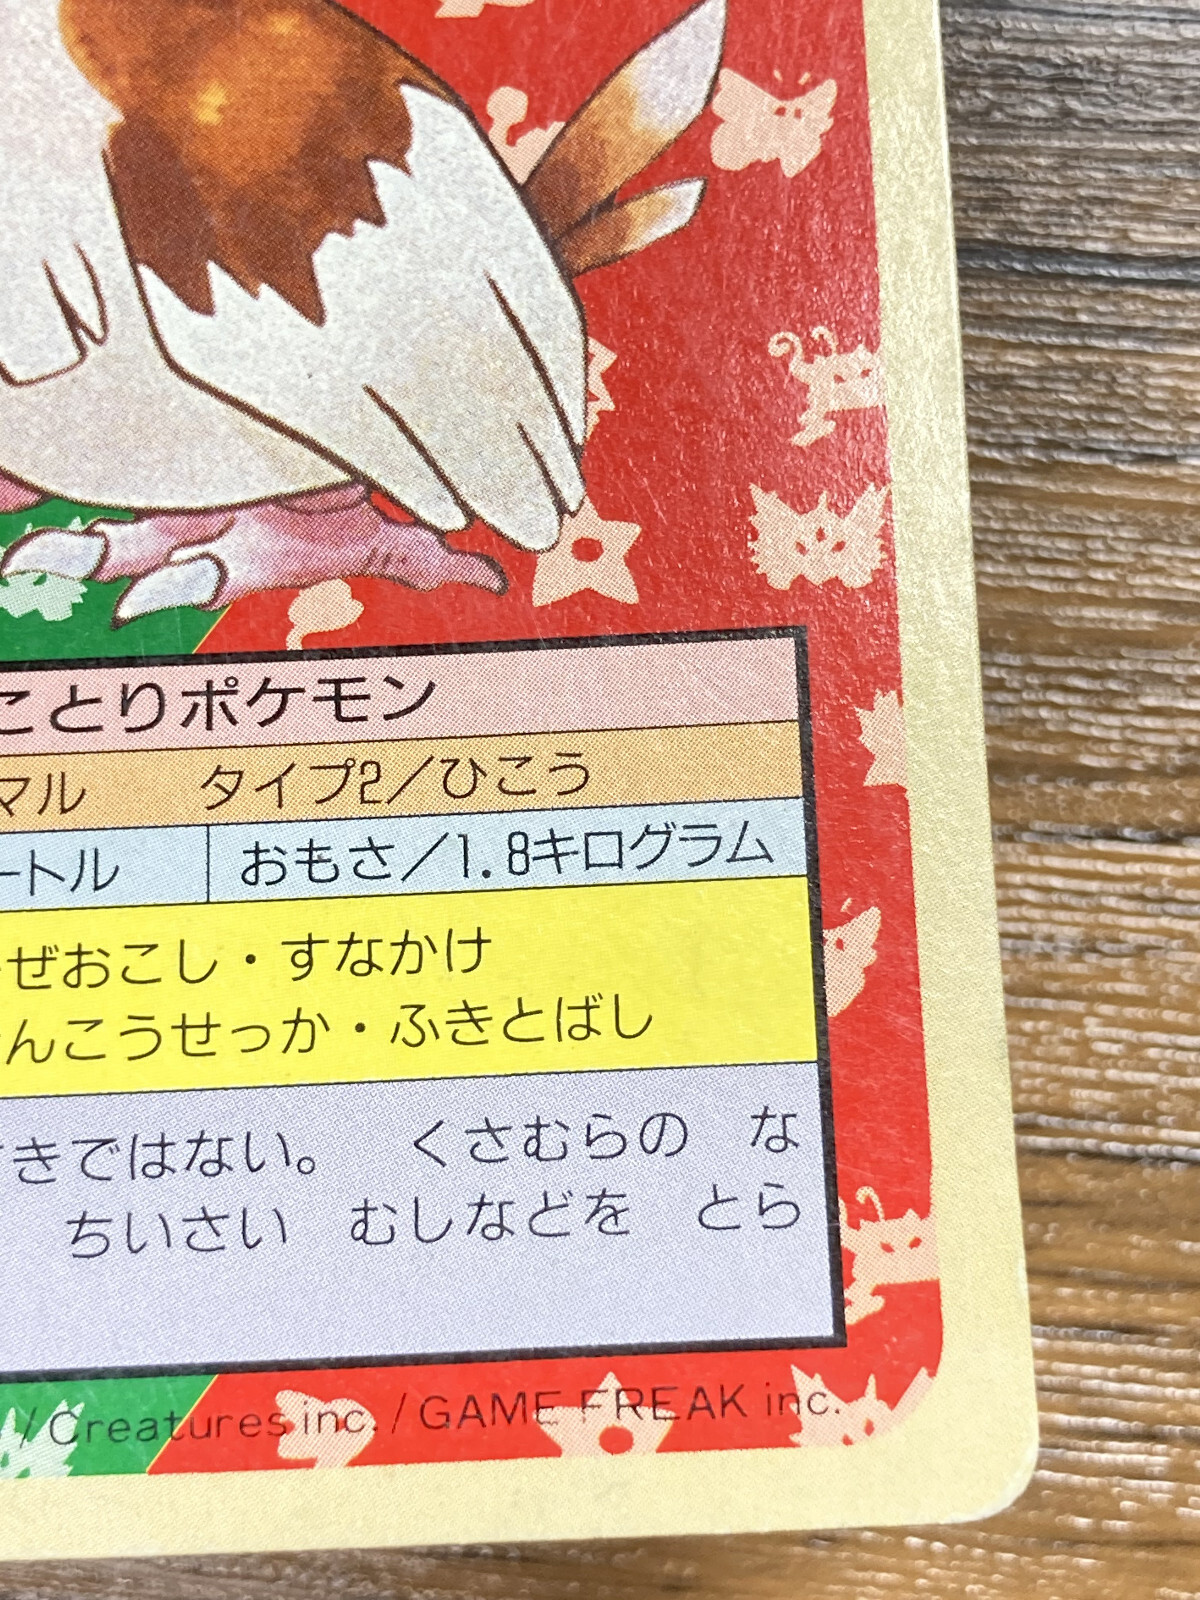 ことりポケモン
マル　タイプ2／ひこう
ートル　おもさ／1.8キログラム
ぜおこし・すなかけ
んこうせっか・ふきとばし
きではない。　くさむらの　な
ちいさい　むしなどを　とら
/ Creatures inc. / GAME FREAK inc.